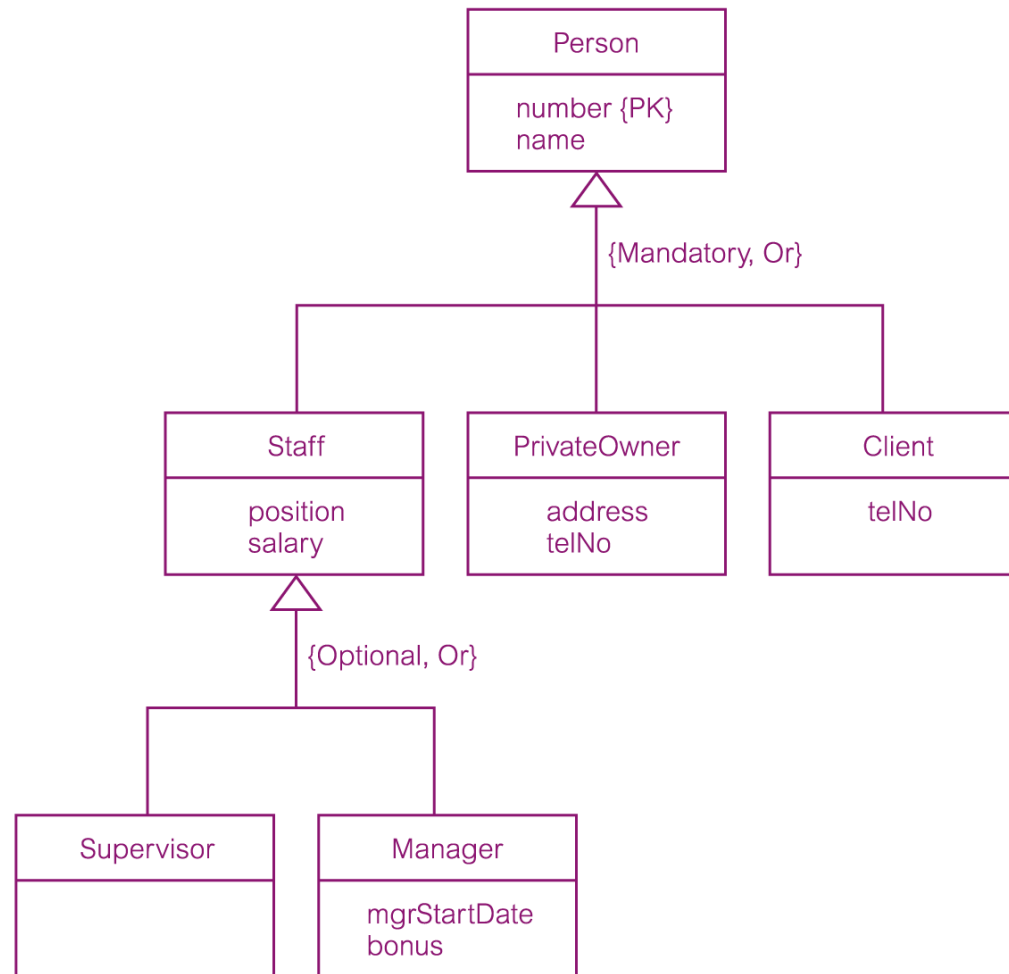 Person
number {PK}
name
{Mandatory, Or}
Staff
position
salary
PrivateOwner
address
telNo
Client
telNo
{Optional, Or}
Supervisor
Manager
mgrStartDate
bonus